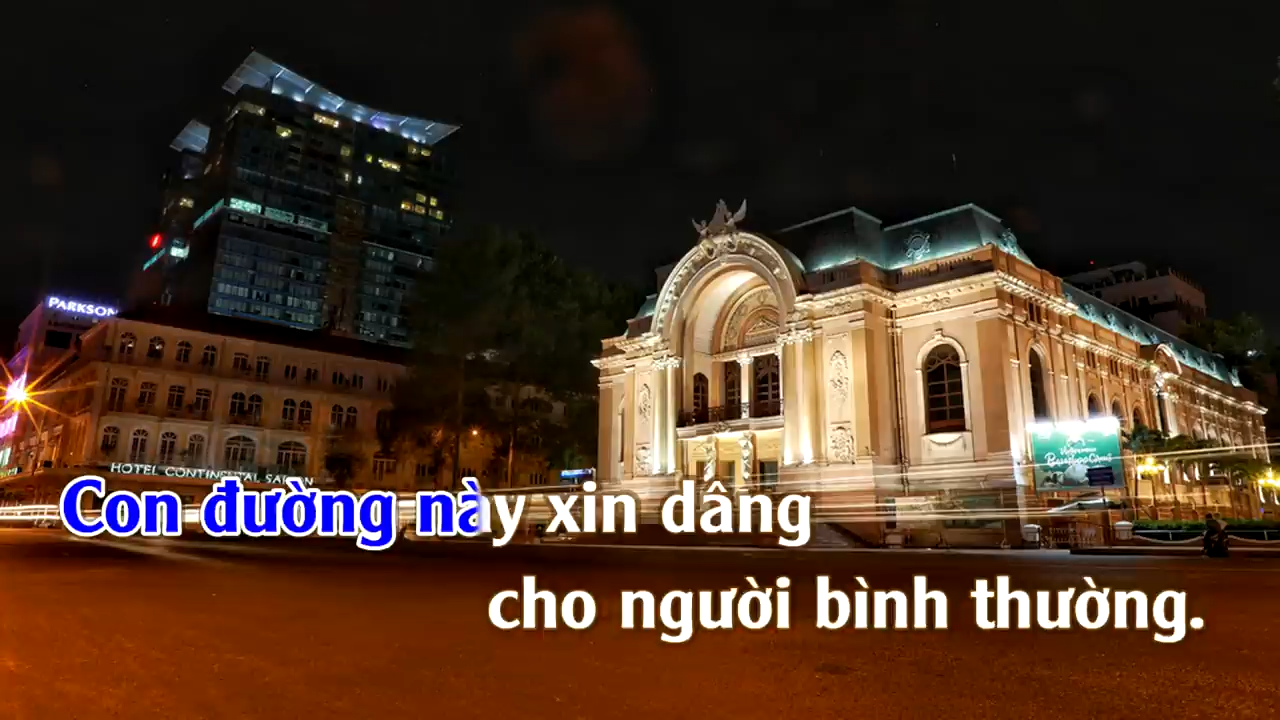 PARKSON
HOTEL CONTINENTAL SAIGON
Con đường này xin dâng
cho người bình thường.